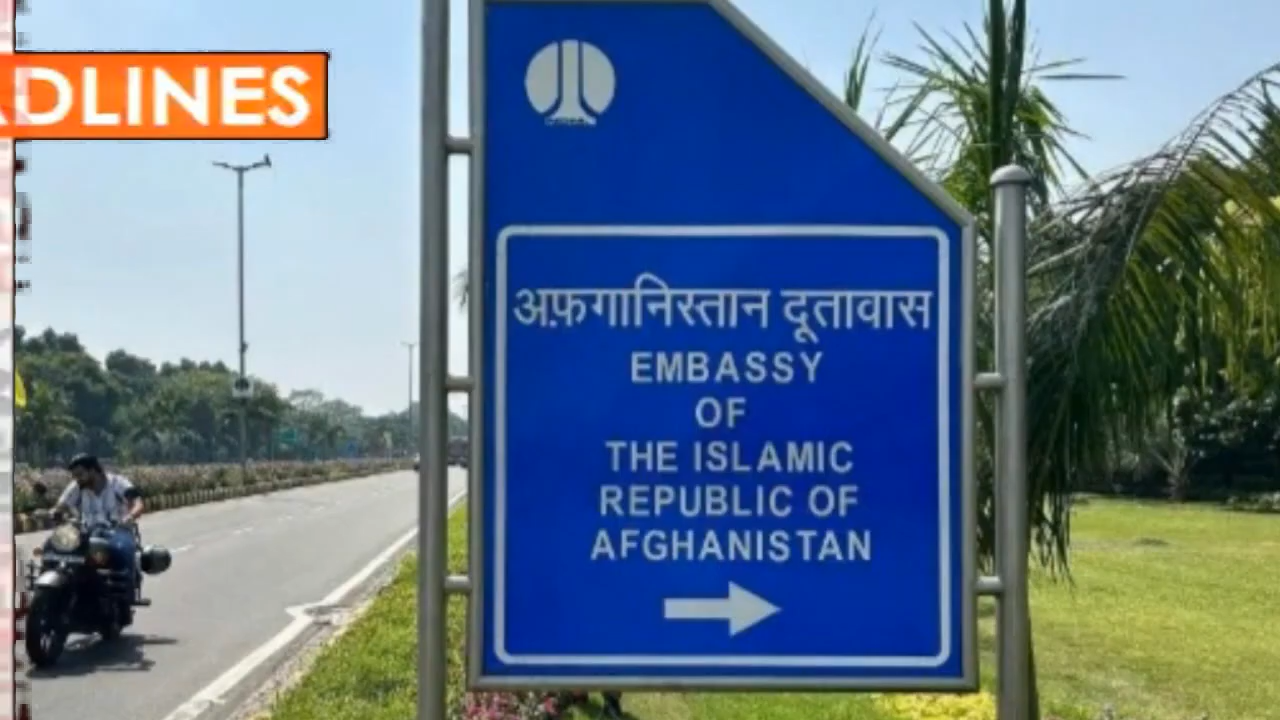 ADLINES
अफ़गानिस्तान दूतावास
EMBASSY
OF
THE ISLAMIC
REPUBLIC OF
AFGHANISTAN